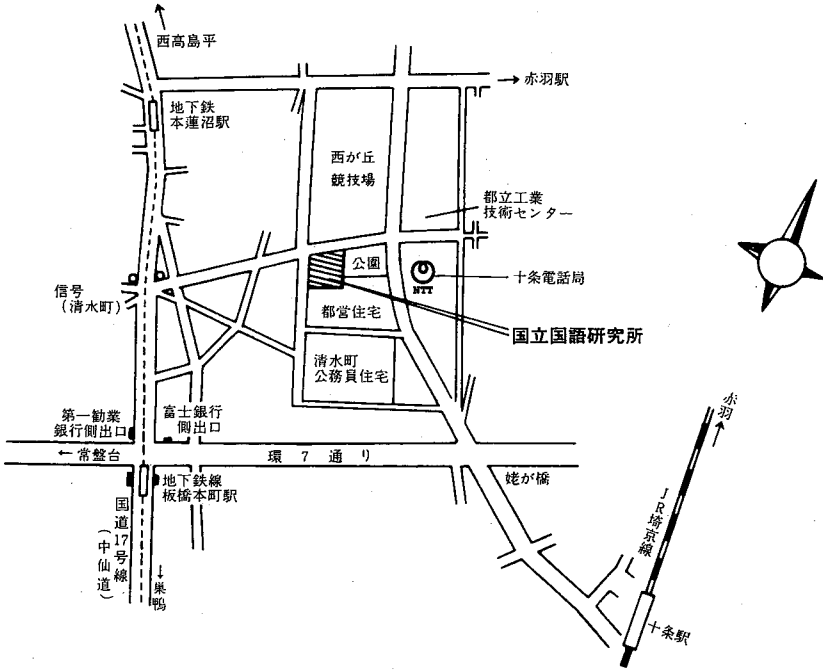 西高島平
→ 赤羽駅
地下鉄
本蓮沼駅
西が丘
競技場
都立工業
技術センター
公園
十条電話局
NTT
信号
(清水町)
都営住宅
国立国語研究所
清水町
公務員住宅
第一勧業
銀行側出口
富士銀行
側出口
← 常盤台
環7通り
地下鉄線
板橋本町駅
姥が橋
国道17号線
(中仙道)
→巣鴨
赤羽
JR埼京線
十条駅